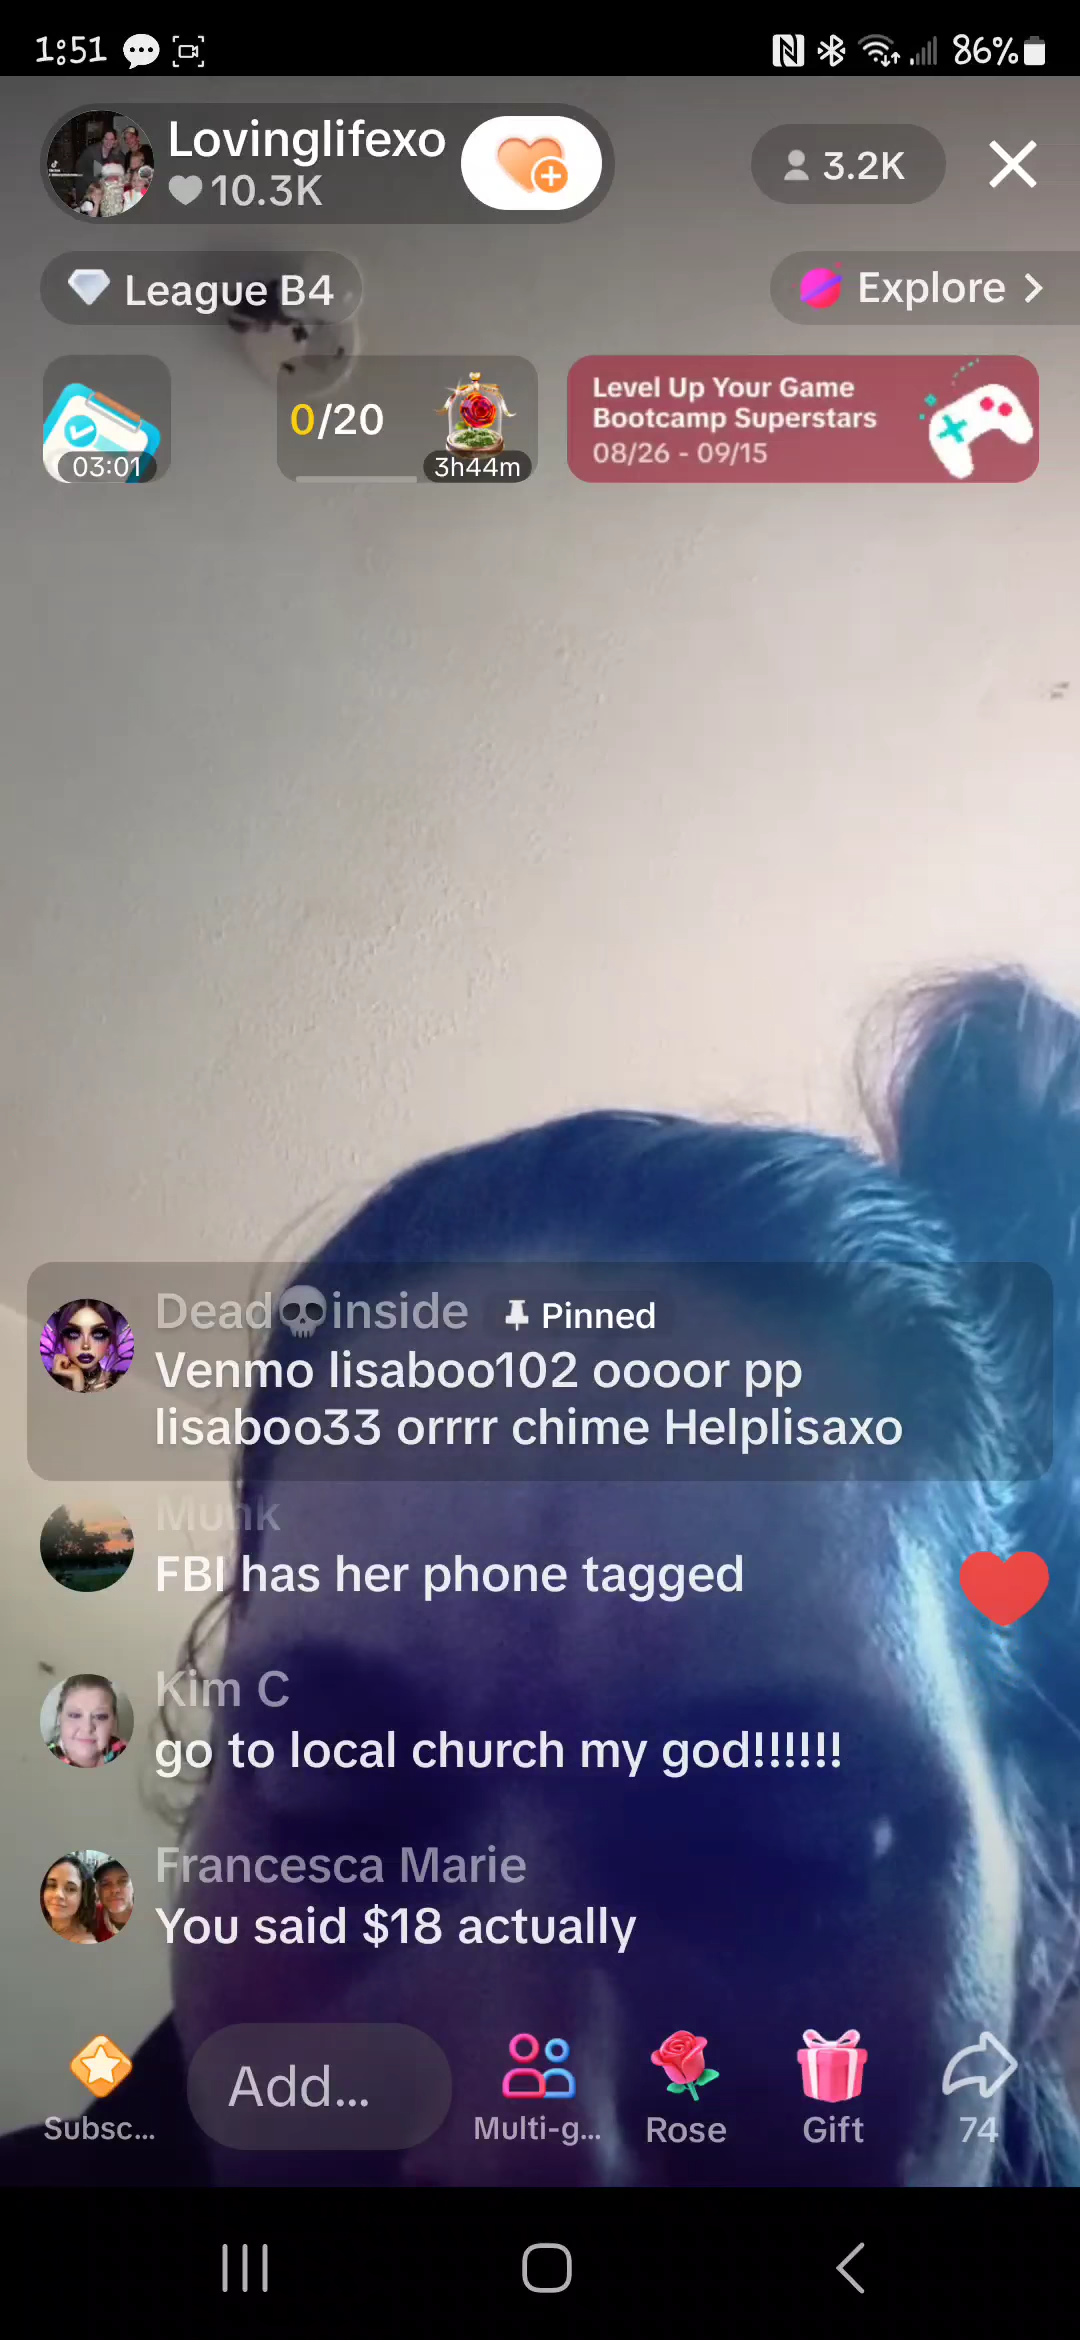 1:51
86%
Lovinglifexo
10.3K
3.2K
League B4
Explore
03:01
0/20
3h44m
Level Up Your Game
Bootcamp Superstars
08/26 - 09/15
Dead💀inside Pinned
Venmo lisaboo102 oooor pp
lisaboo33 orrrr chime Helplisaxo
Munk
FBI has her phone tagged
Kim C
go to local church my god!!!!!!
Francesca Marie
You said $18 actually
Subsc...
Add...
Multi-g...
Rose
Gift
74